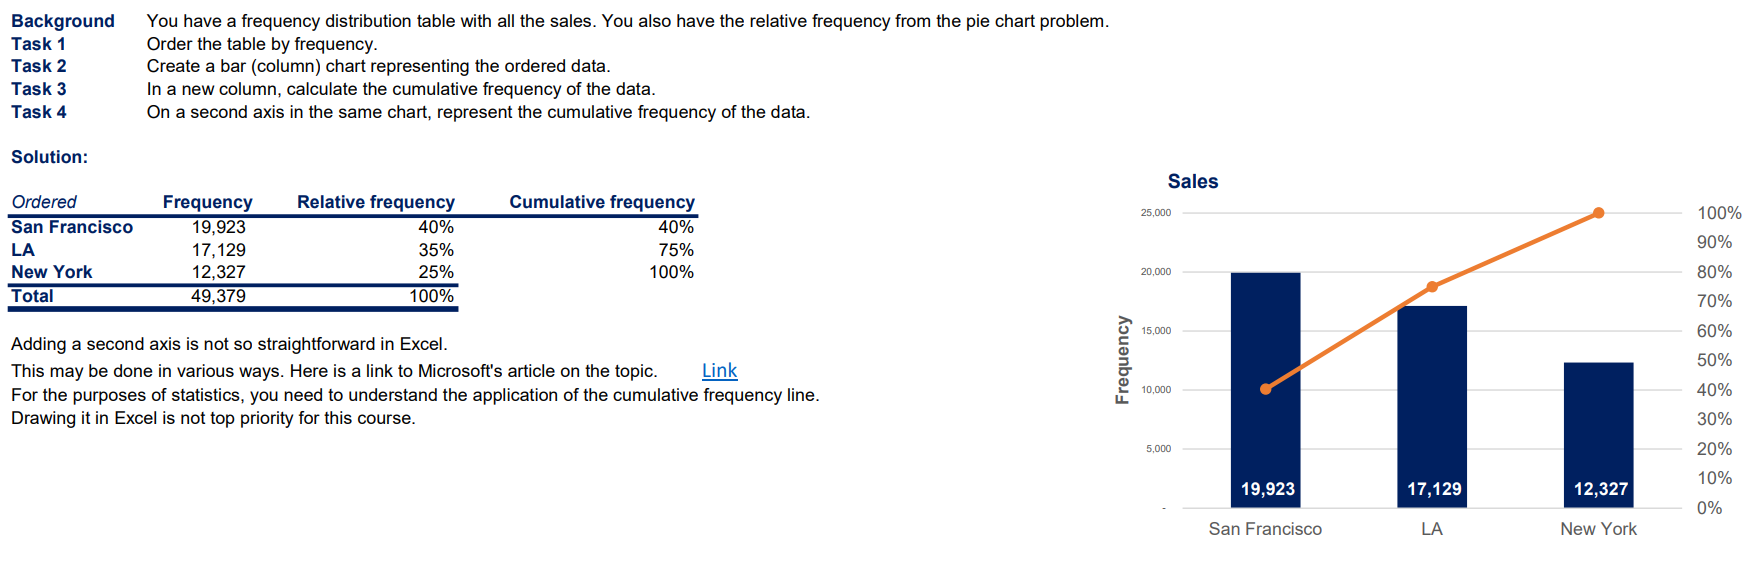 Background You have a frequency distribution table with all the sales. You also have the relative frequency from the pie chart problem.
Task 1 Order the table by frequency.
Task 2 Create a bar (column) chart representing the ordered data.
Task 3 In a new column, calculate the cumulative frequency of the data.
Task 4 On a second axis in the same chart, represent the cumulative frequency of the data.
Solution:
Ordered Frequency Relative frequency Cumulative frequency
San Francisco 19,923 40% 40%
LA 17,129 35% 75%
New York 12,327 25% 100%
Total 49,379 100%
Adding a second axis is not so straightforward in Excel.
This may be done in various ways. Here is a link to Microsoft's article on the topic. Link
For the purposes of statistics, you need to understand the application of the cumulative frequency line.
Drawing it in Excel is not top priority for this course.
Sales
Frequency
25,000
20,000
15,000
10,000
5,000
-
100%
90%
80%
70%
60%
50%
40%
30%
20%
10%
0%
19,923 17,129 12,327
San Francisco LA New York